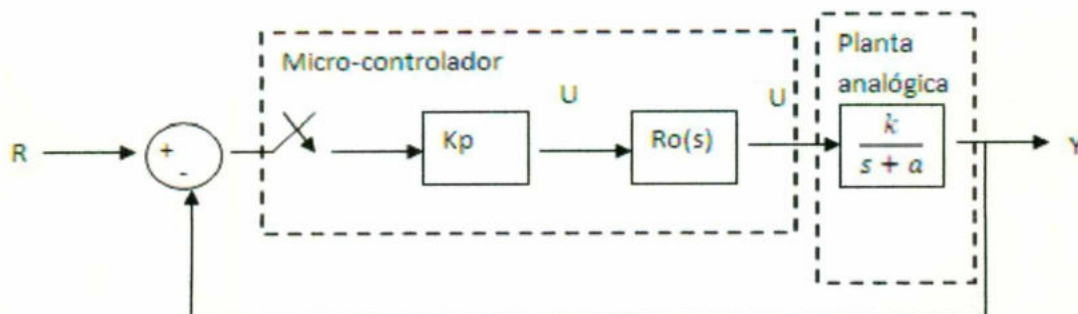 Planta
analógica
Micro-controlador
U
U
R
+
-
Kp
Ro(s)
k
s + a
Y